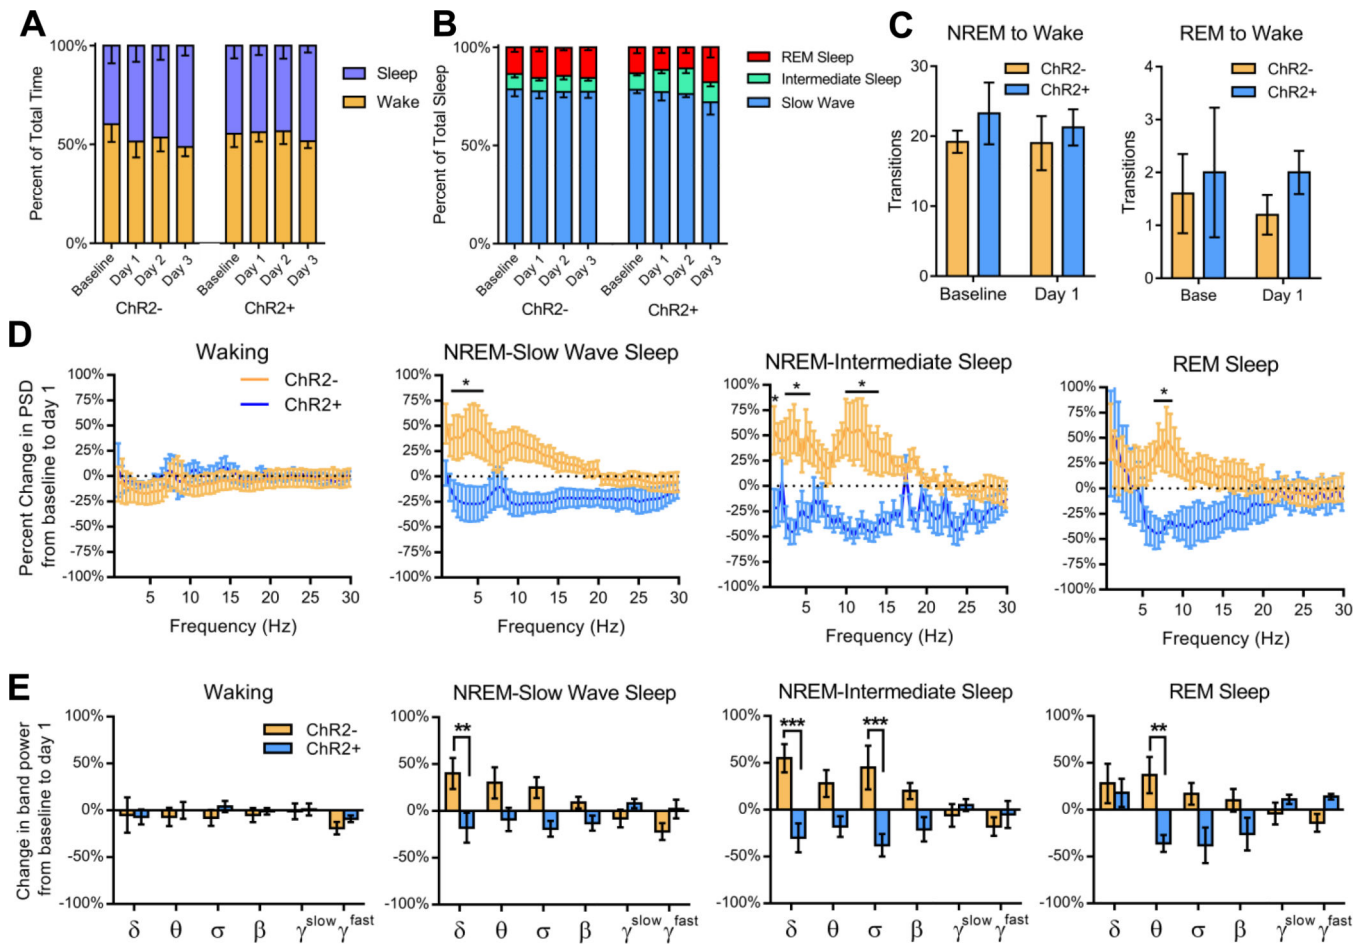 A
100%
50%
0%
Percent of Total Time
Sleep
Wake
Baseline
Day 1
Day 2
Day 3
Baseline
Day 1
Day 2
Day 3
ChR2-
ChR2+
B
100%
50%
0%
Percent of Total Sleep
REM Sleep
Intermediate Sleep
Slow Wave
Baseline
Day 1
Day 2
Day 3
Baseline
Day 1
Day 2
Day 3
ChR2-
ChR2+
C
NREM to Wake
ChR2-
ChR2+
30
20
10
0
Transitions
Baseline
Day 1
REM to Wake
ChR2-
ChR2+
4
3
2
1
0
Transitions
Base
Day 1
D
Percent Change in PSD
from baseline to day 1
Waking
ChR2-
ChR2+
100%
75%
50%
25%
0%
-25%
-50%
-75%
-100%
5 10 15 20 25 30
Frequency (Hz)
NREM-Slow Wave Sleep
*
100%
75%
50%
25%
0%
-25%
-50%
-75%
-100%
5 10 15 20 25 30
Frequency (Hz)
NREM-Intermediate Sleep
* * *
100%
75%
50%
25%
0%
-25%
-50%
-75%
-100%
5 10 15 20 25 30
Frequency (Hz)
REM Sleep
*
100%
75%
50%
25%
0%
-25%
-50%
-75%
-100%
5 10 15 20 25 30
Frequency (Hz)
E
Change in band power
from baseline to day 1
Waking
ChR2-
ChR2+
100%
50%
0%
-50%
-100%
δ θ σ β γslow γfast
NREM-Slow Wave Sleep
**
100%
50%
0%
-50%
-100%
δ θ σ β γslow γfast
NREM-Intermediate Sleep
*** ***
100%
50%
0%
-50%
-100%
δ θ σ β γslow γfast
REM Sleep
**
100%
50%
0%
-50%
-100%
δ θ σ β γslow γfast